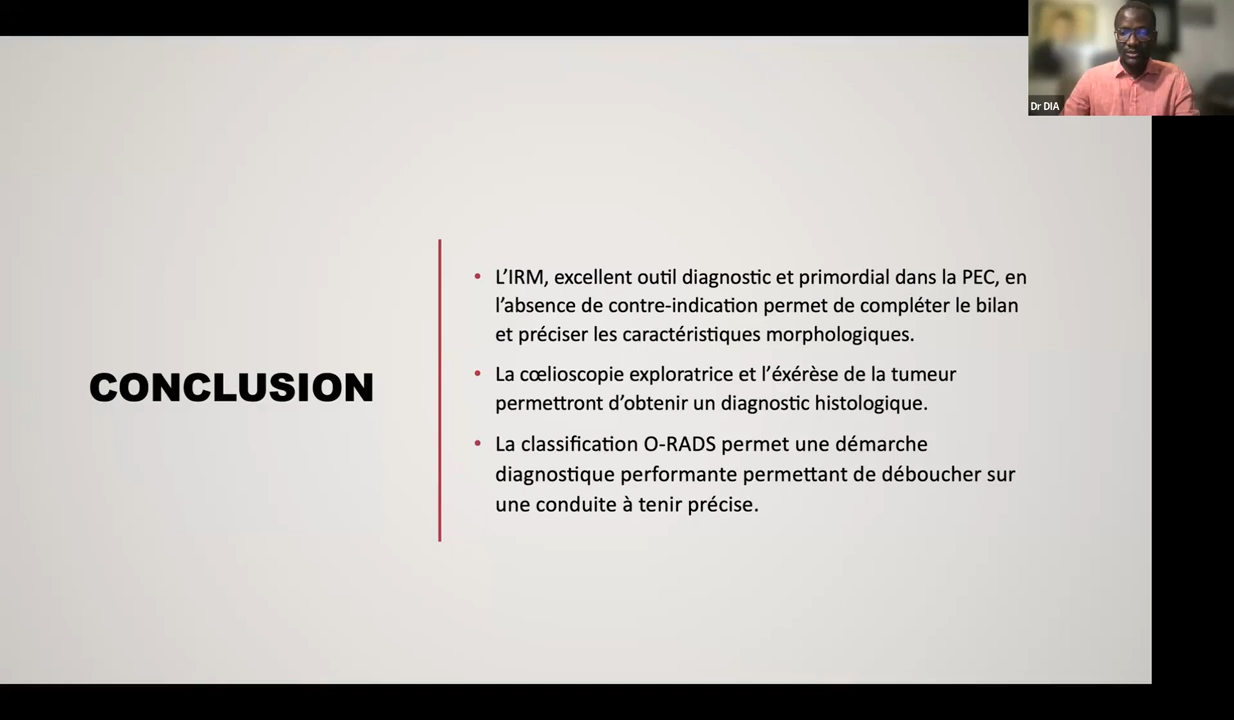 Dr DIA
CONCLUSION
• L’IRM, excellent outil diagnostic et primordial dans la PEC, en
l’absence de contre-indication permet de compléter le bilan
et préciser les caractéristiques morphologiques.
• La cœlioscopie exploratrice et l’éxérèse de la tumeur
permettront d’obtenir un diagnostic histologique.
• La classification O-RADS permet une démarche
diagnostique performante permettant de déboucher sur
une conduite à tenir précise.